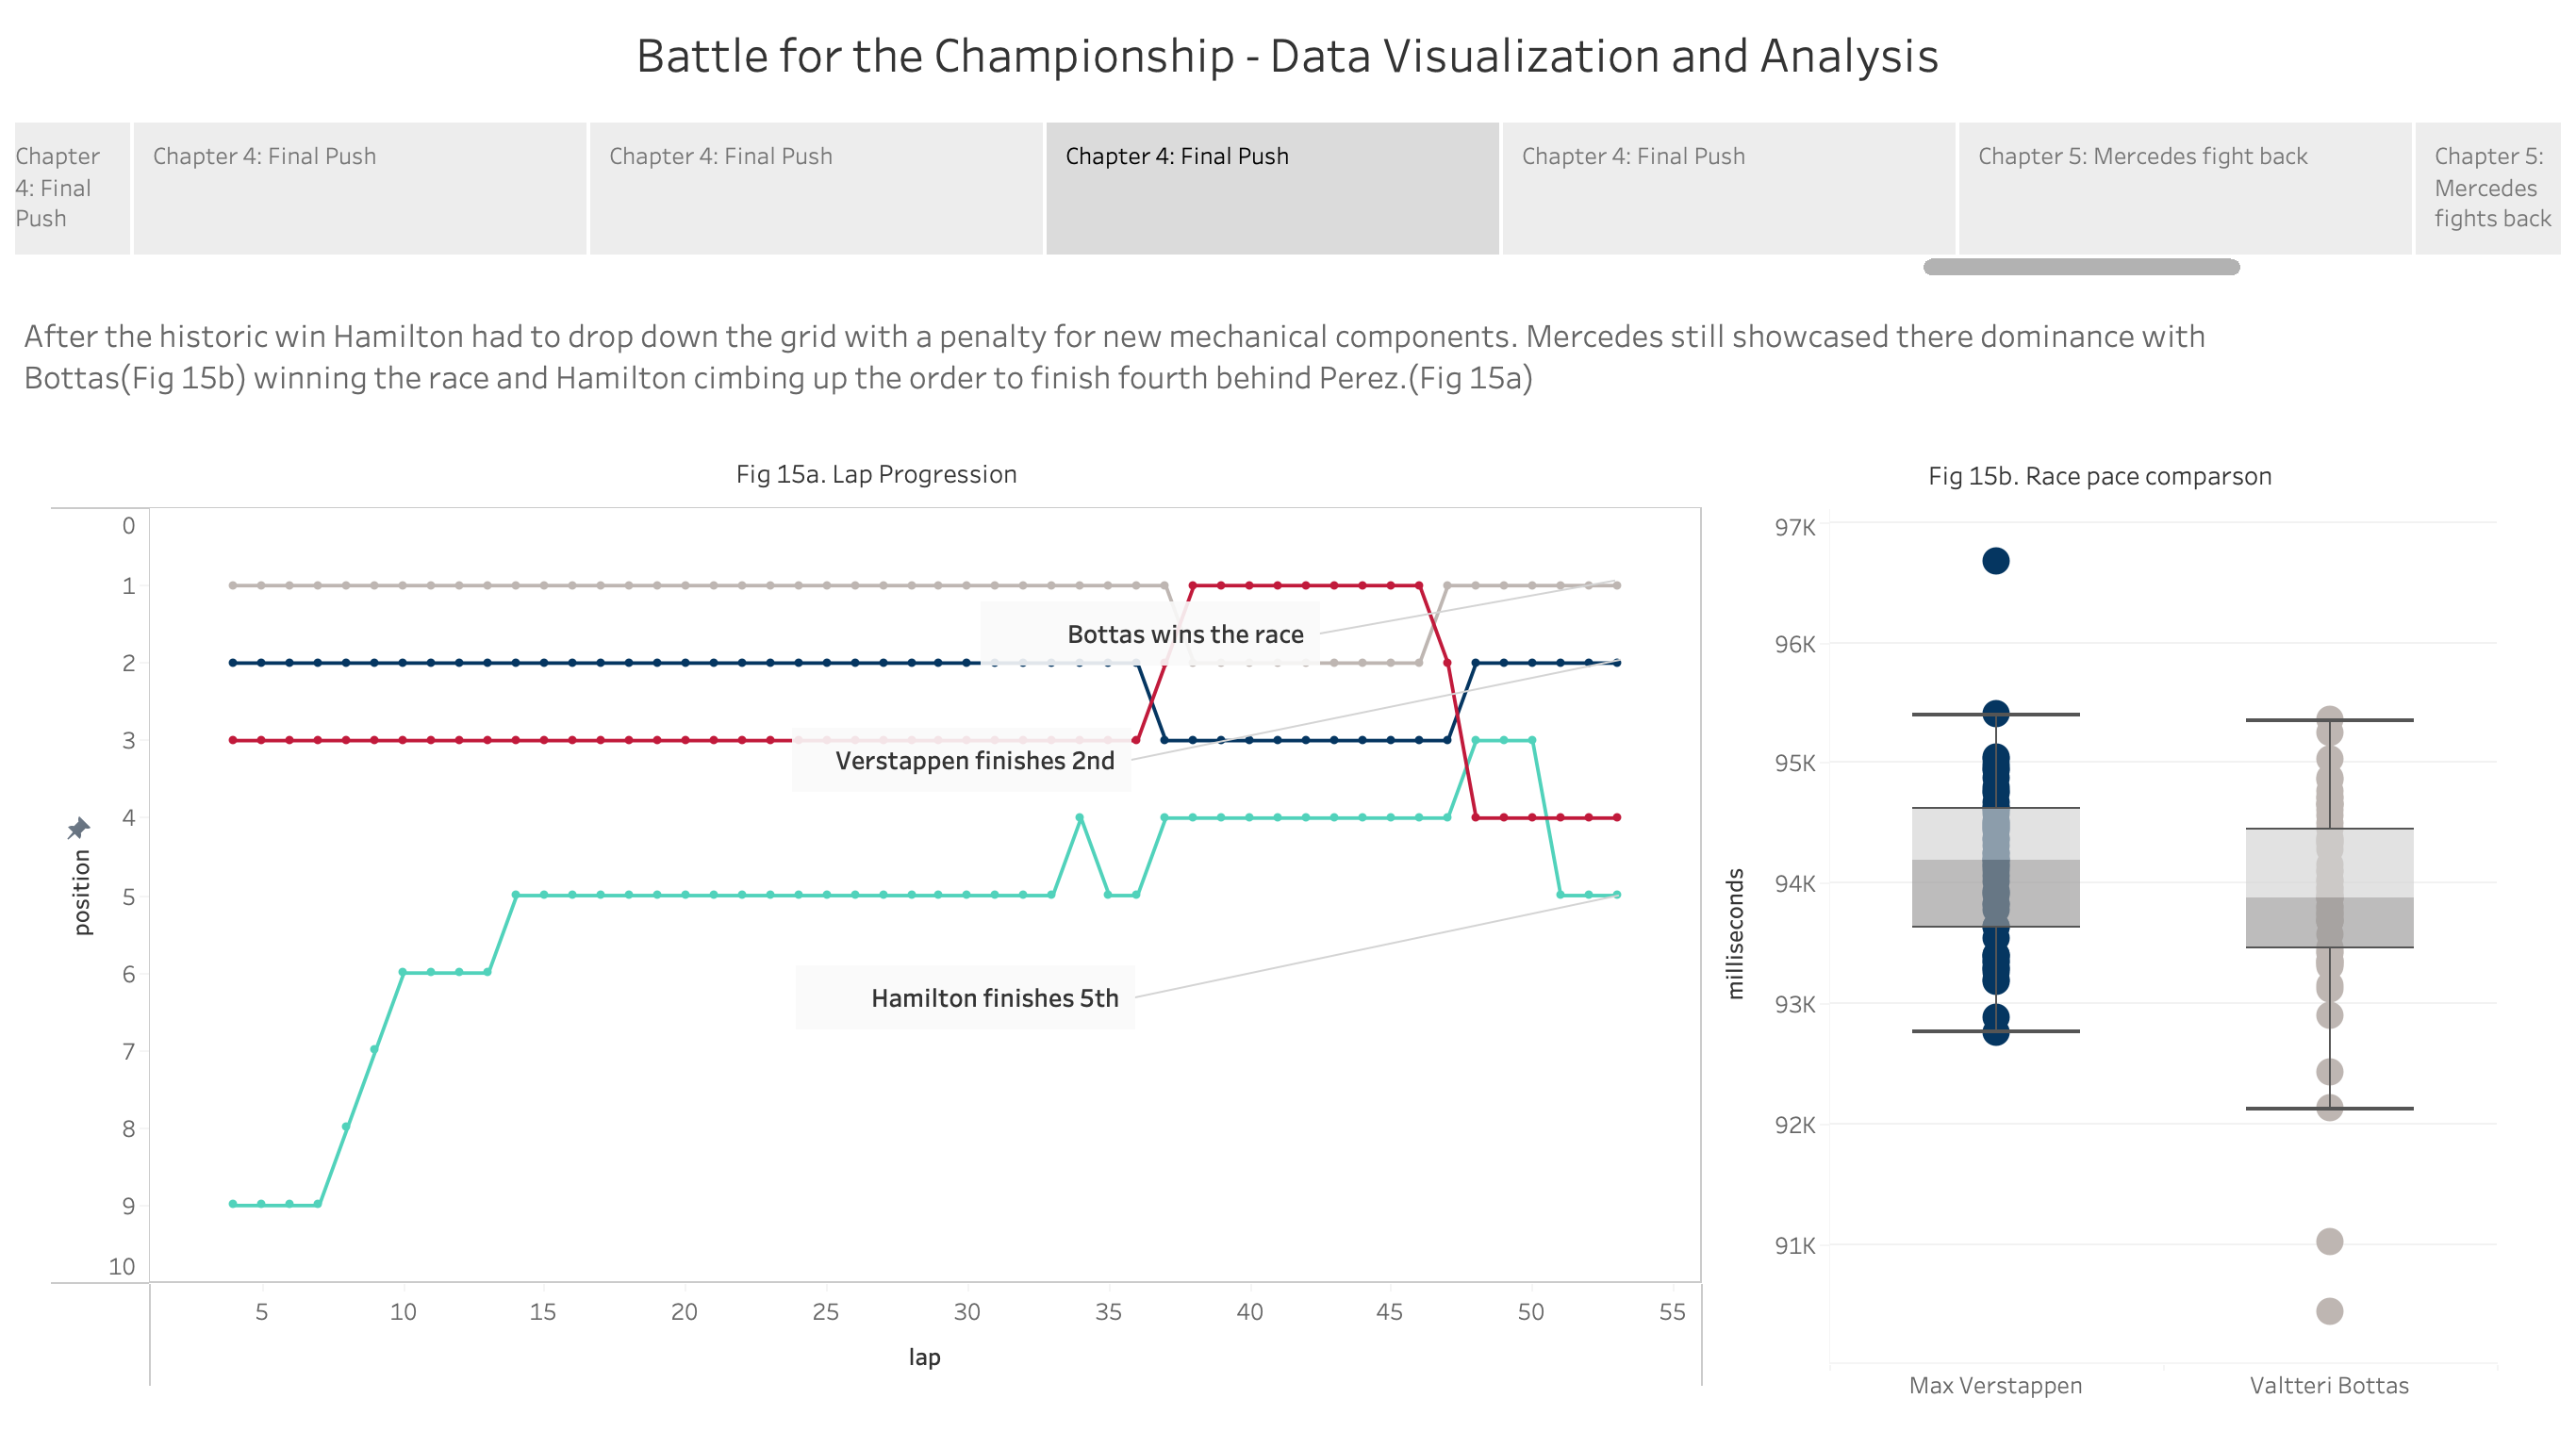 Battle for the Championship - Data Visualization and Analysis
Chapter
4: Final
Push
Chapter 4: Final Push
Chapter 4: Final Push
Chapter 4: Final Push
Chapter 4: Final Push
Chapter 5: Mercedes fight back
Chapter 5:
Mercedes
fights back
After the historic win Hamilton had to drop down the grid with a penalty for new mechanical components. Mercedes still showcased there dominance with
Bottas(Fig 15b) winning the race and Hamilton cimbing up the order to finish fourth behind Perez.(Fig 15a)
Fig 15a. Lap Progression
0
1
2
3
4
5
6
7
8
9
10
position
Bottas wins the race
Verstappen finishes 2nd
Hamilton finishes 5th
5 10 15 20 25 30 35 40 45 50 55
lap
Fig 15b. Race pace comparson
97K
96K
95K
94K
93K
92K
91K
milliseconds
Max Verstappen Valtteri Bottas